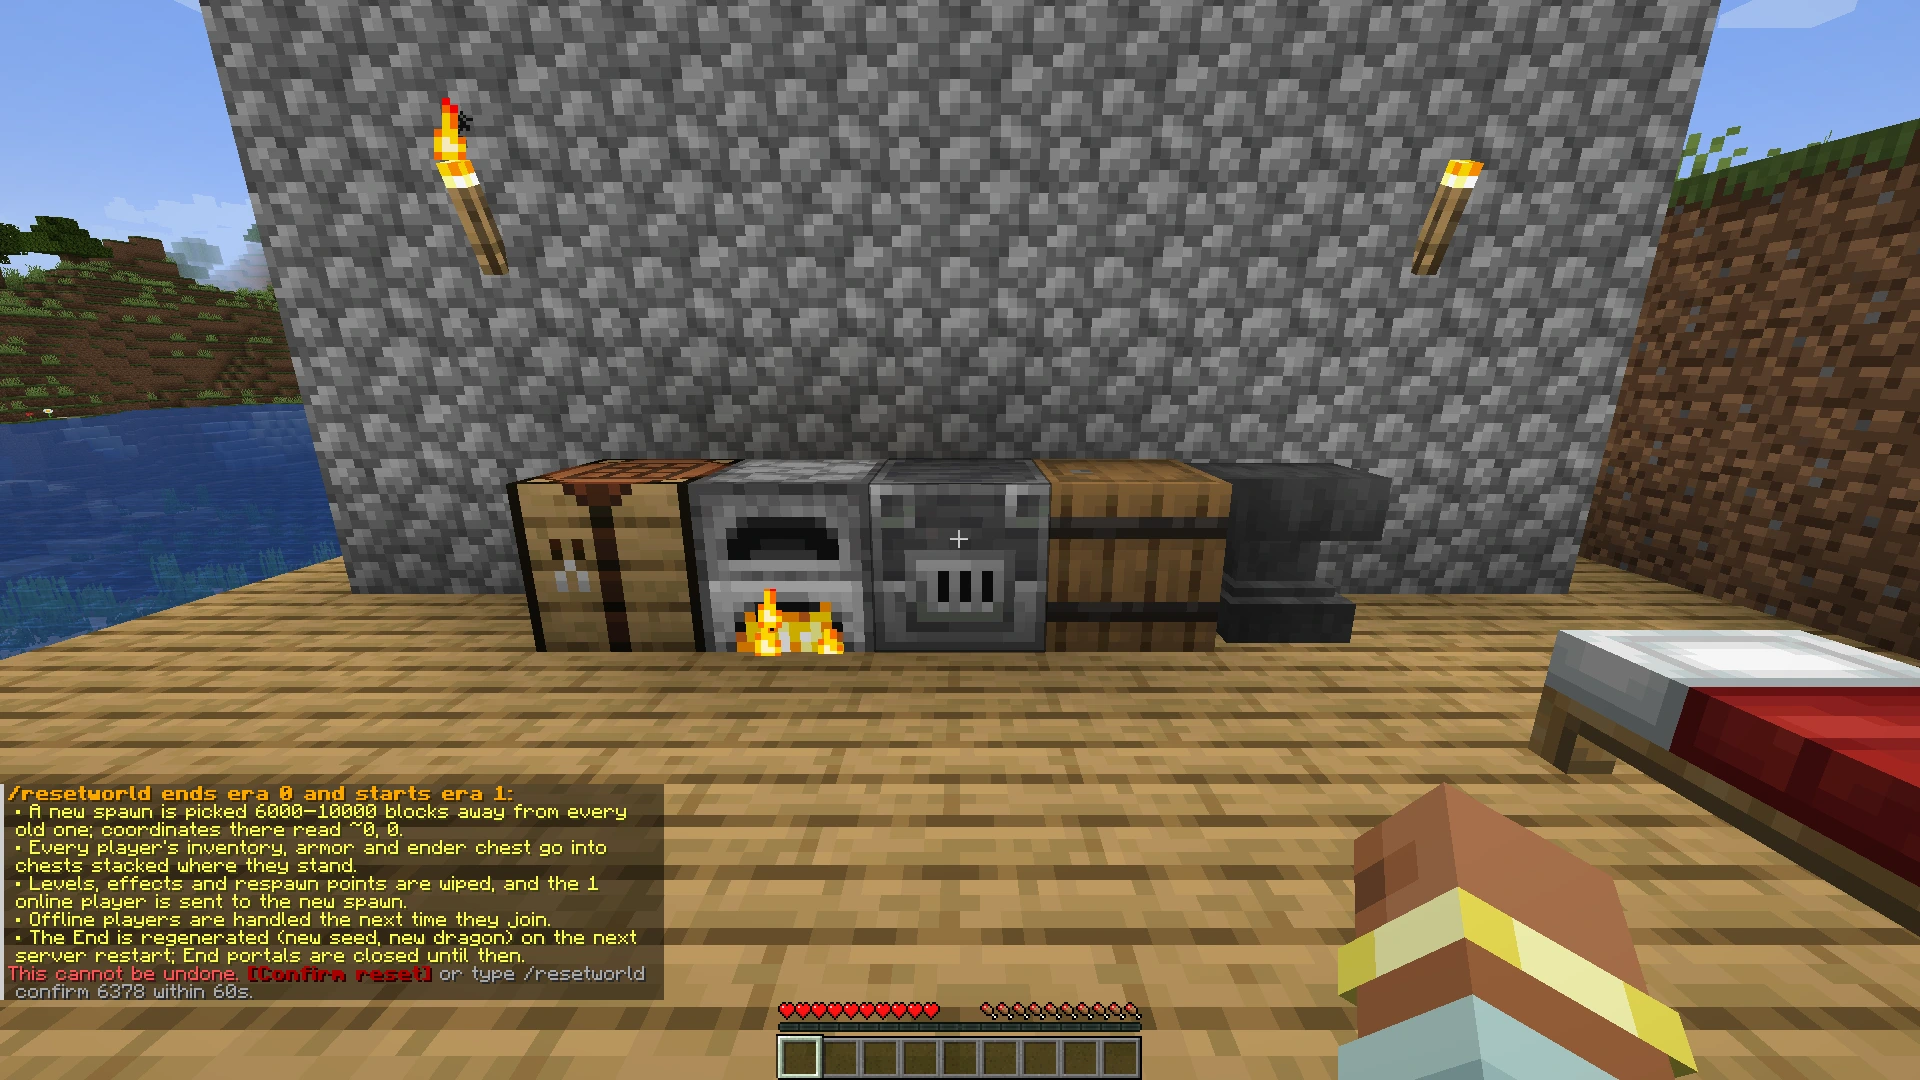 /resetworld ends era 0 and starts era 1:
• A new spawn is picked 6000–10000 blocks away from every
old one; coordinates there read ~0, 0.
• Every player's inventory, armor and ender chest go into
chests stacked where they stand.
• Levels, effects and respawn points are wiped, and the 1
online player is sent to the new spawn.
• Offline players are handled the next time they join.
• The End is regenerated (new seed, new dragon) on the next
server restart; End portals are closed until then.
This cannot be undone. [Confirm reset] or type /resetworld
confirm 6378 within 60s.